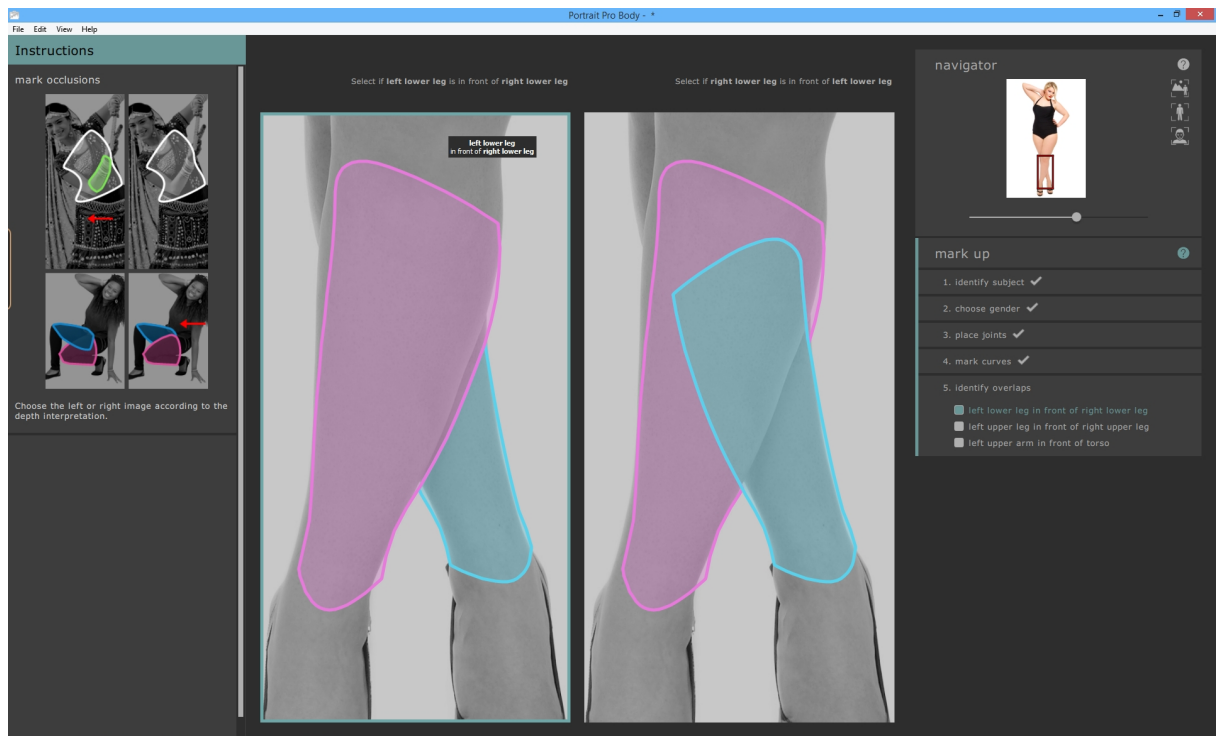 Portrait Pro Body - *
File Edit View Help
Instructions
mark occlusions
Choose the left or right image according to the
depth interpretation.
Select if left lower leg is in front of right lower leg
left lower leg
in front of right lower leg
Select if right lower leg is in front of left lower leg
navigator
?
mark up
?
1. identify subject
2. choose gender
3. place joints
4. mark curves
5. identify overlaps
left lower leg in front of right lower leg
left upper leg in front of right upper leg
left upper arm in front of torso